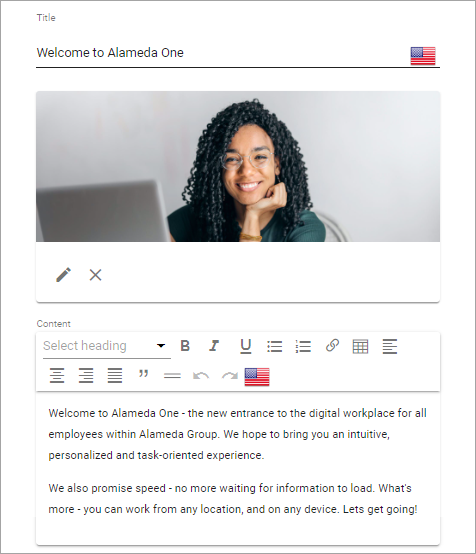 Title
Welcome to Alameda One
Content
Select heading
B I U
Welcome to Alameda One - the new entrance to the digital workplace for all
employees within Alameda Group. We hope to bring you an intuitive,
personalized and task-oriented experience.
We also promise speed - no more waiting for information to load. What's
more - you can work from any location, and on any device. Lets get going!